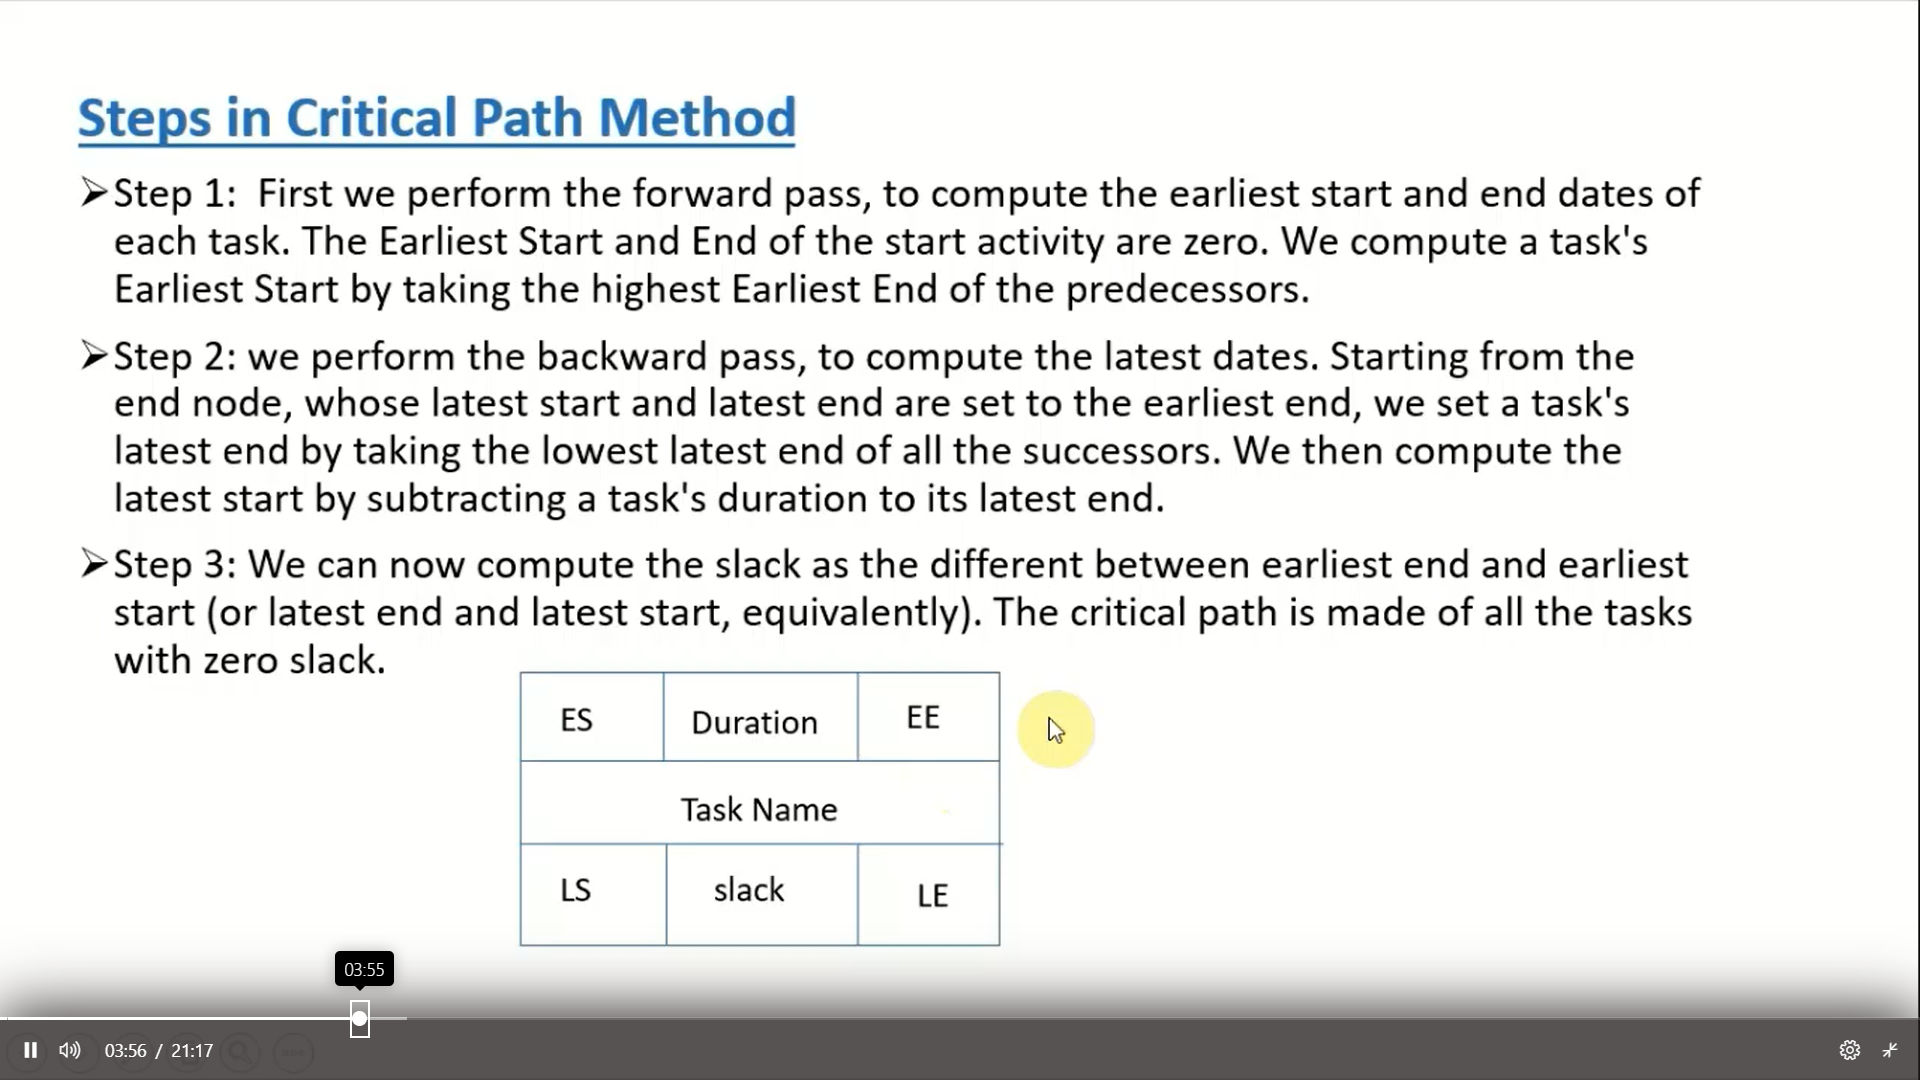 Steps in Critical Path Method
➢Step 1:  First we perform the forward pass, to compute the earliest start and end dates of
each task. The Earliest Start and End of the start activity are zero. We compute a task's
Earliest Start by taking the highest Earliest End of the predecessors.
➢Step 2: we perform the backward pass, to compute the latest dates. Starting from the
end node, whose latest start and latest end are set to the earliest end, we set a task's
latest end by taking the lowest latest end of all the successors. We then compute the
latest start by subtracting a task's duration to its latest end.
➢Step 3: We can now compute the slack as the different between earliest end and earliest
start (or latest end and latest start, equivalently). The critical path is made of all the tasks
with zero slack.
ES Duration EE
Task Name
LS slack LE
03:55
03:56 / 21:17